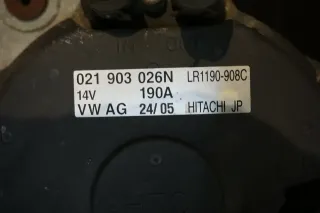 021 903 026N LR1190-908C
14V 190A
VW AG 24/05 HITACHI JP